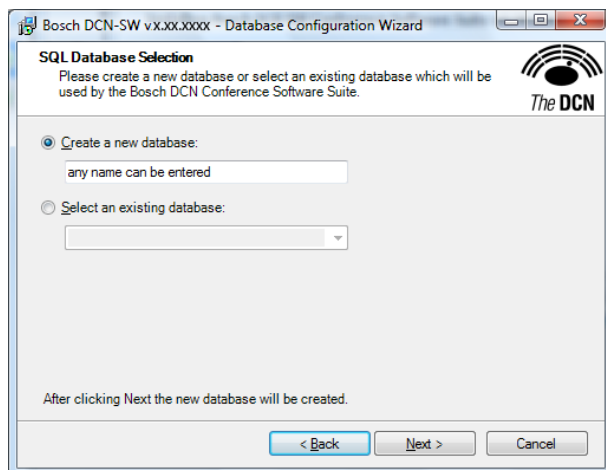 Bosch DCN-SW vx.xx.xxxx - Database Configuration Wizard
SQL Database Selection
Please create a new database or select an existing database which will be
used by the Bosch DCN Conference Software Suite.
The DCN
Create a new database:
any name can be entered
Select an existing database:
After clicking Next the new database will be created.
< Back
Next >
Cancel